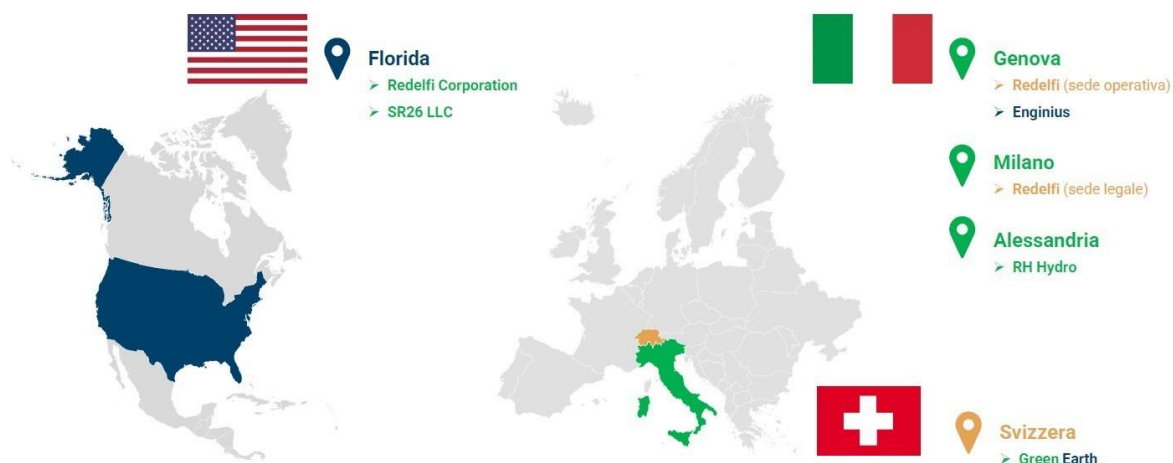 Florida
➢ Redelfi Corporation
➢ SR26 LLC
Genova
➢ Redelfi (sede operativa)
➢ Enginius
Milano
➢ Redelfi (sede legale)
Alessandria
➢ RH Hydro
Svizzera
➢ Green Earth